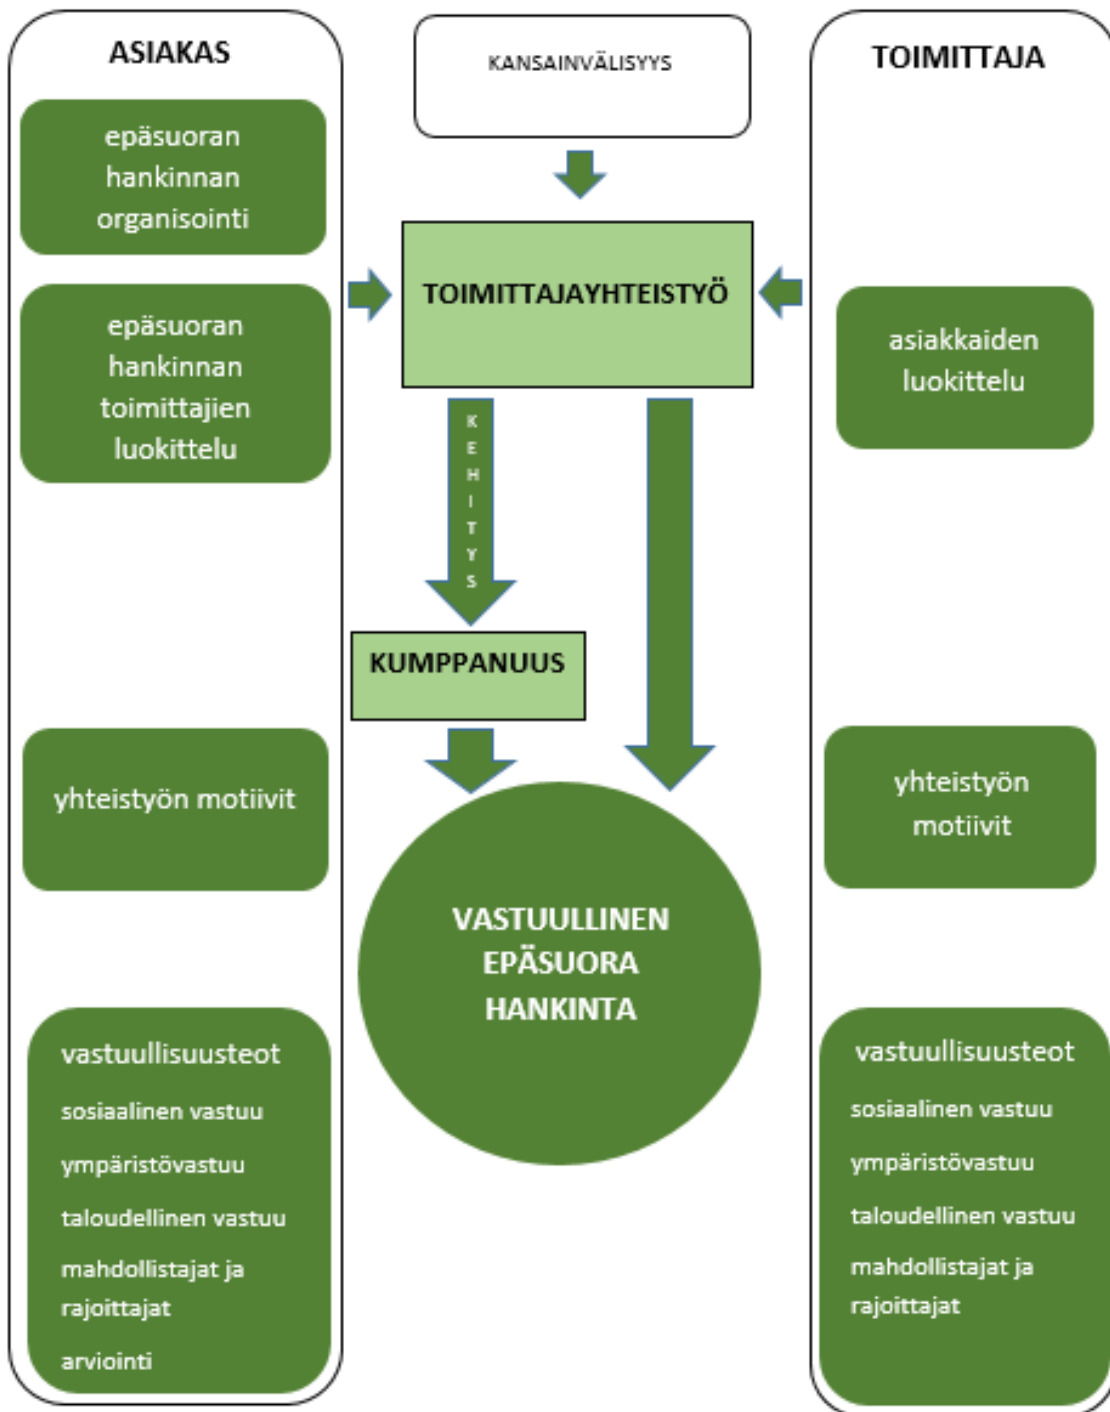 ASIAKAS
epäsuoran
hankinnan
organisointi
epäsuoran
hankinnan
toimittajien
luokittelu
yhteistyön motiivit
vastuullisuusteot
sosiaalinen vastuu
ympäristövastuu
taloudellinen vastuu
mahdollistajat ja
rajoittajat
arviointi
KANSAINVÄLISYYS
TOIMITTAJAYHTEISTYÖ
KEHITYS
KUMPPANUUS
VASTUULLINEN
EPÄSUORA
HANKINTA
TOIMITTAJA
asiakkaiden
luokittelu
yhteistyön
motiivit
vastuullisuusteot
sosiaalinen vastuu
ympäristövastuu
taloudellinen vastuu
mahdollistajat ja
rajoittajat